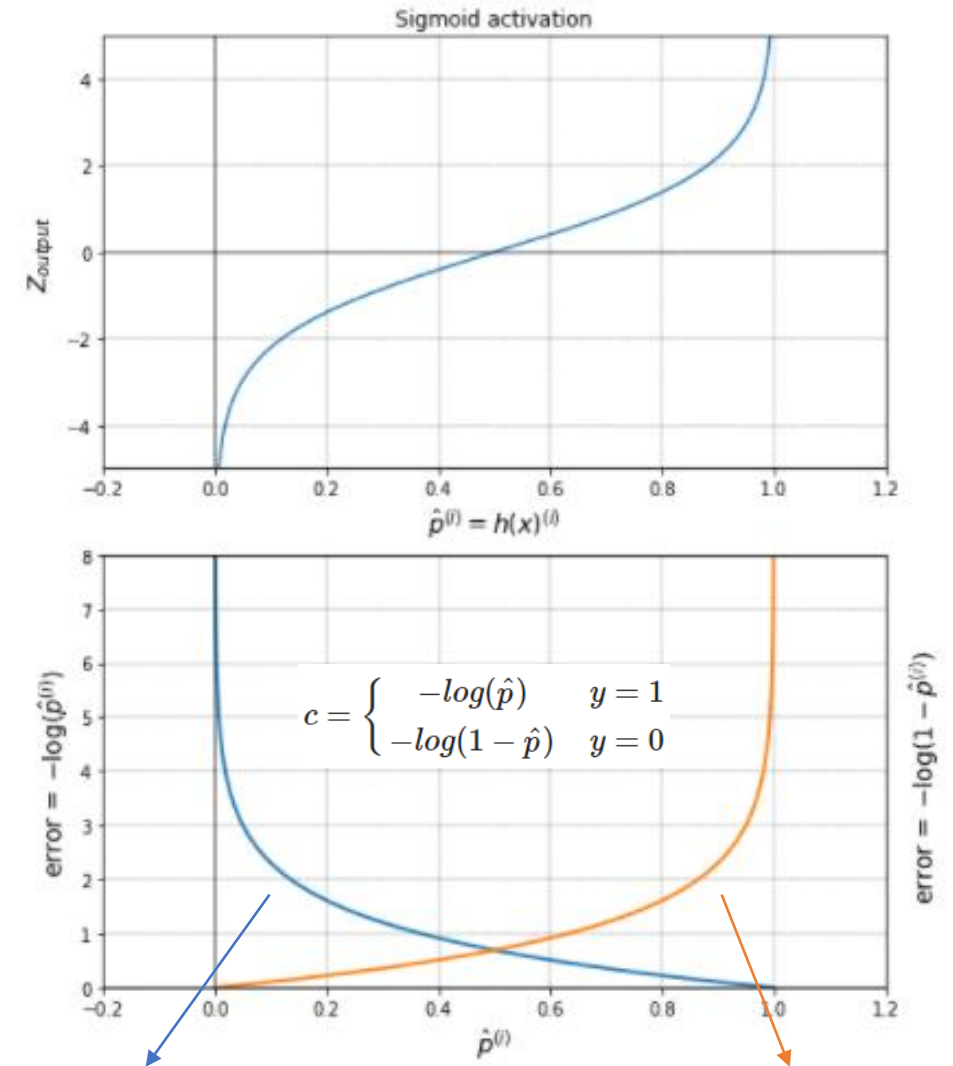 Sigmoid activation
4
2
0
−2
−4
Z_output
−0.2 0.0 0.2 0.4 0.6 0.8 1.0 1.2
p̂⁽ⁱ⁾ = h(x)⁽ⁱ⁾
8
7
6
5
4
3
2
1
0
error = −log(p̂⁽ⁱ⁾)
c = { −log(p̂) y = 1
−log(1 − p̂) y = 0
error = −log(1 − p̂⁽ⁱ⁾)
−0.2 0.0 0.2 0.4 0.6 0.8 1.0 1.2
p̂⁽ⁱ⁾